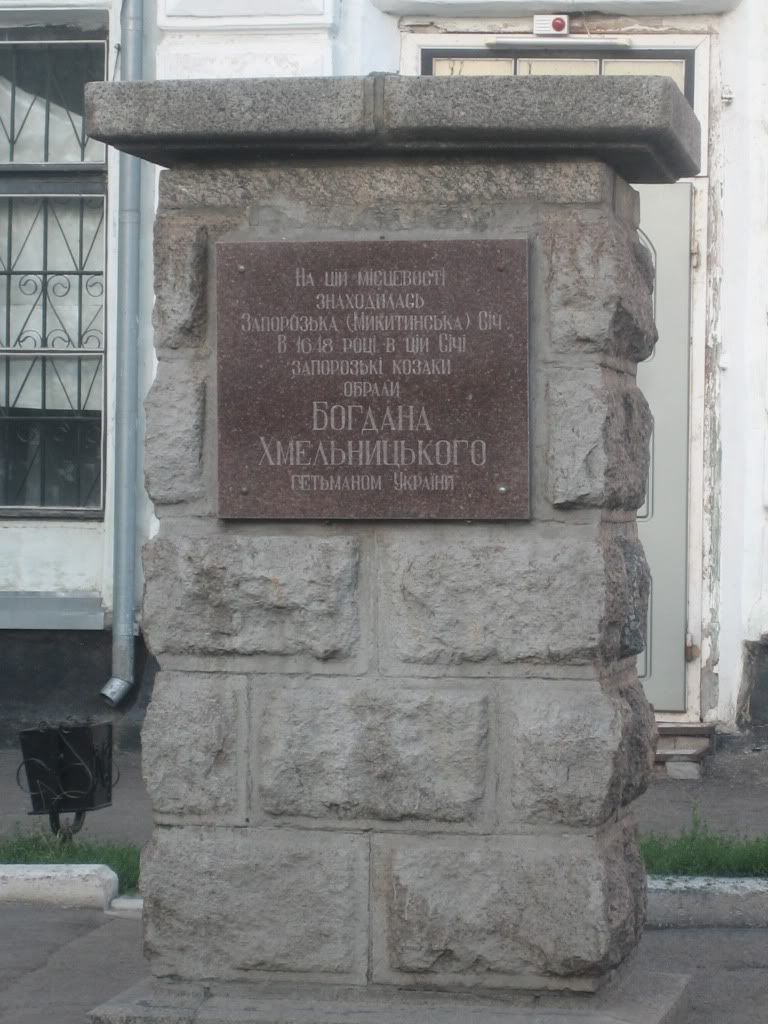 На цій місцевості
знаходилась
Запорозька (Микитинська) Січ.
В 1648 році в цій Січі
запорозькі козаки
обрали
Богдана
Хмельницького
гетьманом України